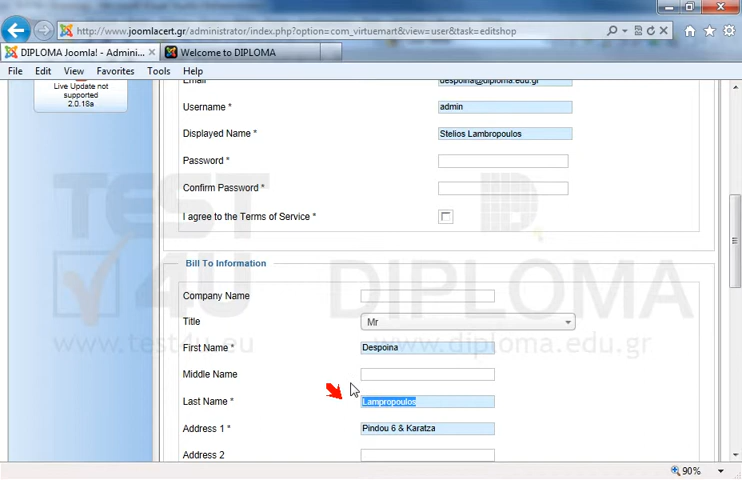 http://www.joomlacert.gr/administrator/index.php?option=com_virtuemart&view=user&task=editshop
DIPLOMA Joomla! - Admini... Welcome to DIPLOMA
File Edit View Favorites Tools Help
Live Update not
supported
2.0.18a
Email despoina@diploma.edu.gr
Username * admin
Displayed Name * Stelios Lambropoulos
Password *
Confirm Password *
I agree to the Terms of Service *
TEST
4U
DIPLOMA
www.test4u.eu www.diploma.edu.gr
Bill To Information
Company Name
Title Mr
First Name * Despoina
Middle Name
Last Name * Lampropoulos
Address 1 * Pindou 6 & Karatza
Address 2
90%